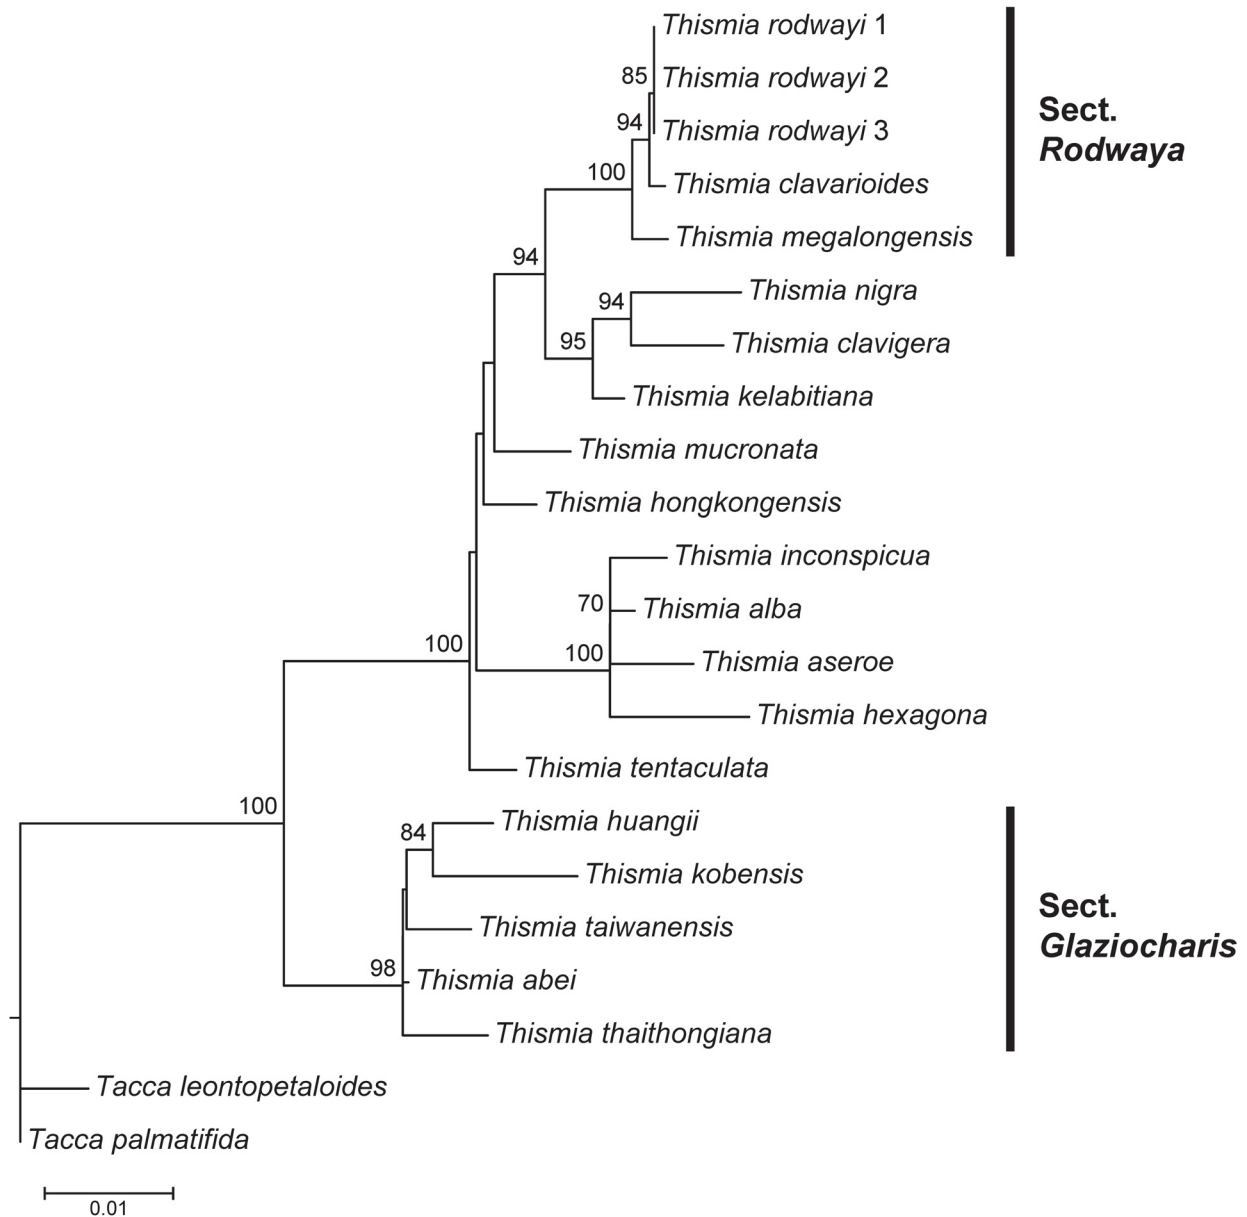 Thismia rodwayi 1
85
Thismia rodwayi 2
94
Thismia rodwayi 3
Sect.
Rodwaya
100
Thismia clavarioides
Thismia megalongensis
94
Thismia nigra
94
95
Thismia clavigera
Thismia kelabitiana
Thismia mucronata
Thismia hongkongensis
Thismia inconspicua
70
Thismia alba
100
100
Thismia aseroe
Thismia hexagona
Thismia tentaculata
100
Thismia huangii
84
Thismia kobensis
Thismia taiwanensis
Sect.
Glaziocharis
98
Thismia abei
Thismia thaithongiana
Tacca leontopetaloides
Tacca palmatifida
0.01